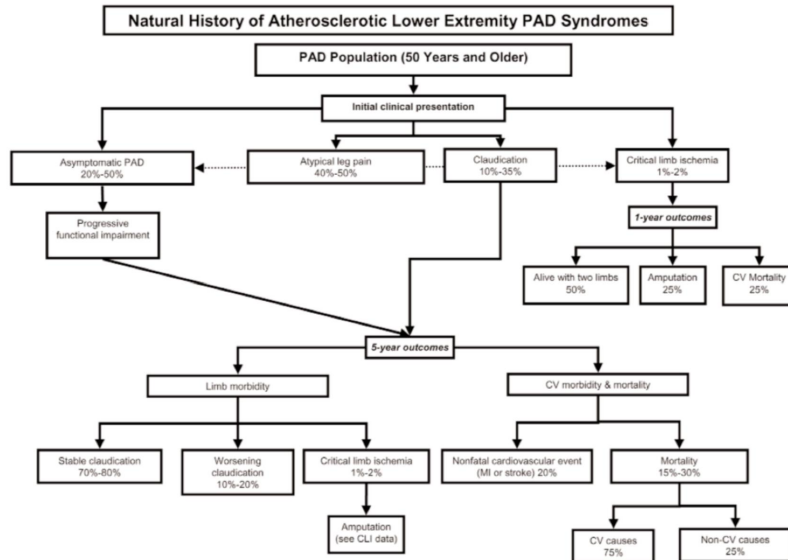 Natural History of Atherosclerotic Lower Extremity PAD Syndromes
PAD Population (50 Years and Older)
Initial clinical presentation
Asymptomatic PAD
20%-50%
Atypical leg pain
40%-50%
Claudication
10%-35%
Critical limb ischemia
1%-2%
Progressive
functional impairment
1-year outcomes
Alive with two limbs
50%
Amputation
25%
CV Mortality
25%
5-year outcomes
Limb morbidity
CV morbidity & mortality
Stable claudication
70%-80%
Worsening
claudication
10%-20%
Critical limb ischemia
1%-2%
Nonfatal cardiovascular event
(MI or stroke) 20%
Mortality
15%-30%
Amputation
(see CLI data)
CV causes
75%
Non-CV causes
25%